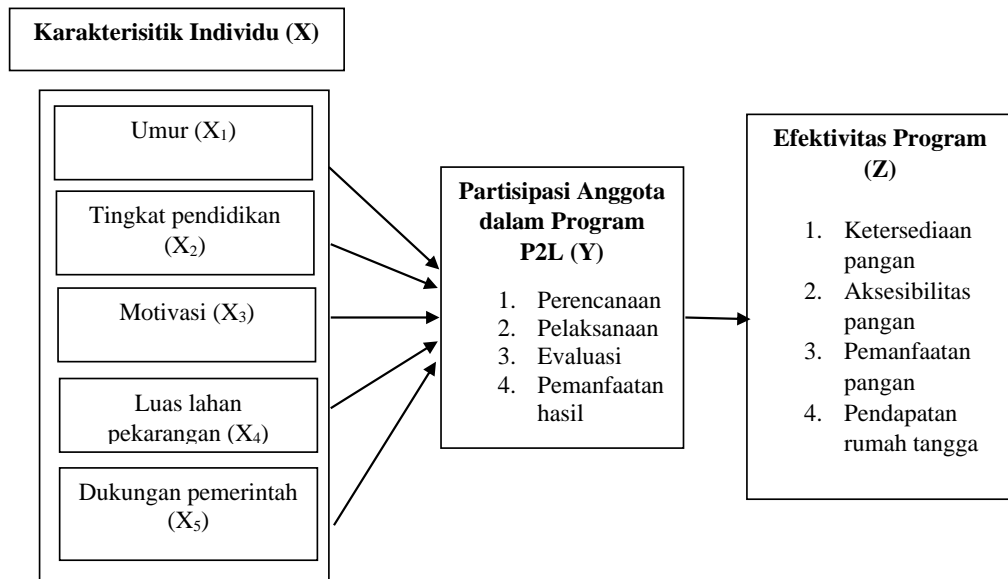 Karakterisitik Individu (X)
Umur (X₁)
Tingkat pendidikan
(X₂)
Motivasi (X₃)
Luas lahan
pekarangan (X₄)
Dukungan pemerintah
(X₅)
Partisipasi Anggota
dalam Program
P2L (Y)
1. Perencanaan
2. Pelaksanaan
3. Evaluasi
4. Pemanfaatan
hasil
Efektivitas Program
(Z)
1. Ketersediaan
pangan
2. Aksesibilitas
pangan
3. Pemanfaatan
pangan
4. Pendapatan
rumah tangga